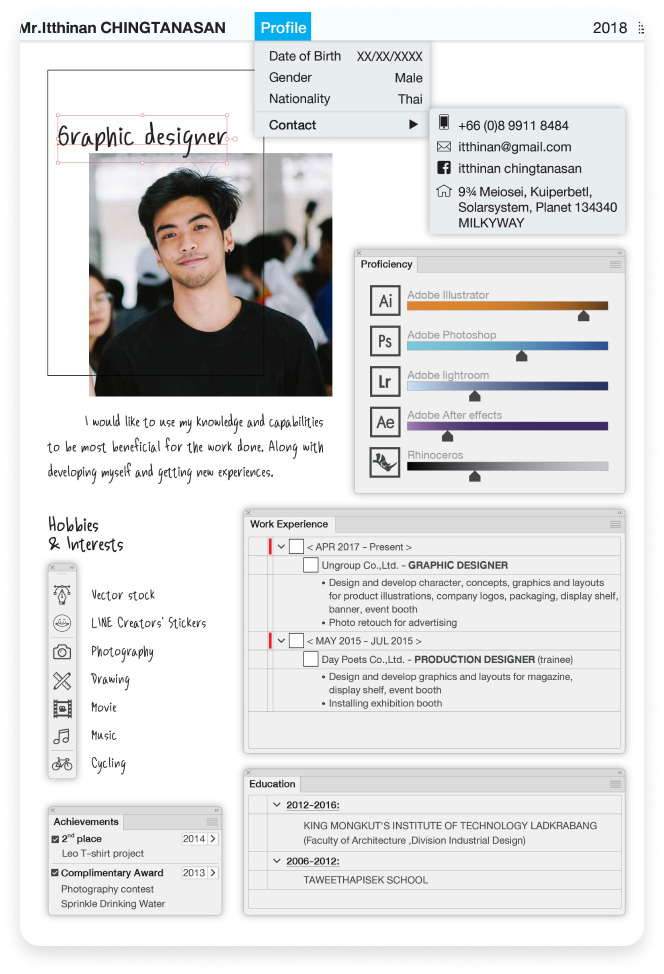 Mr.Itthinan CHINGTANASAN
Profile
2018
Date of Birth XX/XX/XXXX
Gender Male
Nationality Thai
Contact
+66 (0)8 9911 8484
itthinan@gmail.com
itthinan chingtanasan
9¾ Meiosei, Kuiperbetl,
Solarsystem, Planet 134340
MILKYWAY
Graphic designer
I would like to use my knowledge and capabilities
to be most beneficial for the work done. Along with
developing myself and getting new experiences.
Proficiency
Ai
Adobe Illustrator
Ps
Adobe Photoshop
Lr
Adobe lightroom
Ae
Adobe After effects
Rhinoceros
Hobbies
& Interests
Vector stock
LINE Creators' Stickers
Photography
Drawing
Movie
Music
Cycling
Work Experience
< APR 2017 - Present >
Ungroup Co.,Ltd. - GRAPHIC DESIGNER
• Design and develop character, concepts, graphics and layouts
for product illustrations, company logos, packaging, display shelf,
banner, event booth
• Photo retouch for advertising
< MAY 2015 - JUL 2015 >
Day Poets Co.,Ltd. - PRODUCTION DESIGNER (trainee)
• Design and develop graphics and layouts for magazine,
display shelf, event booth
• Installing exhibition booth
Achievements
2nd place 2014
Leo T-shirt project
Complimentary Award 2013
Photography contest
Sprinkle Drinking Water
Education
2012-2016:
KING MONGKUT'S INSTITUTE OF TECHNOLOGY LADKRABANG
(Faculty of Architecture ,Division Industrial Design)
2006-2012:
TAWEETHAPISEK SCHOOL